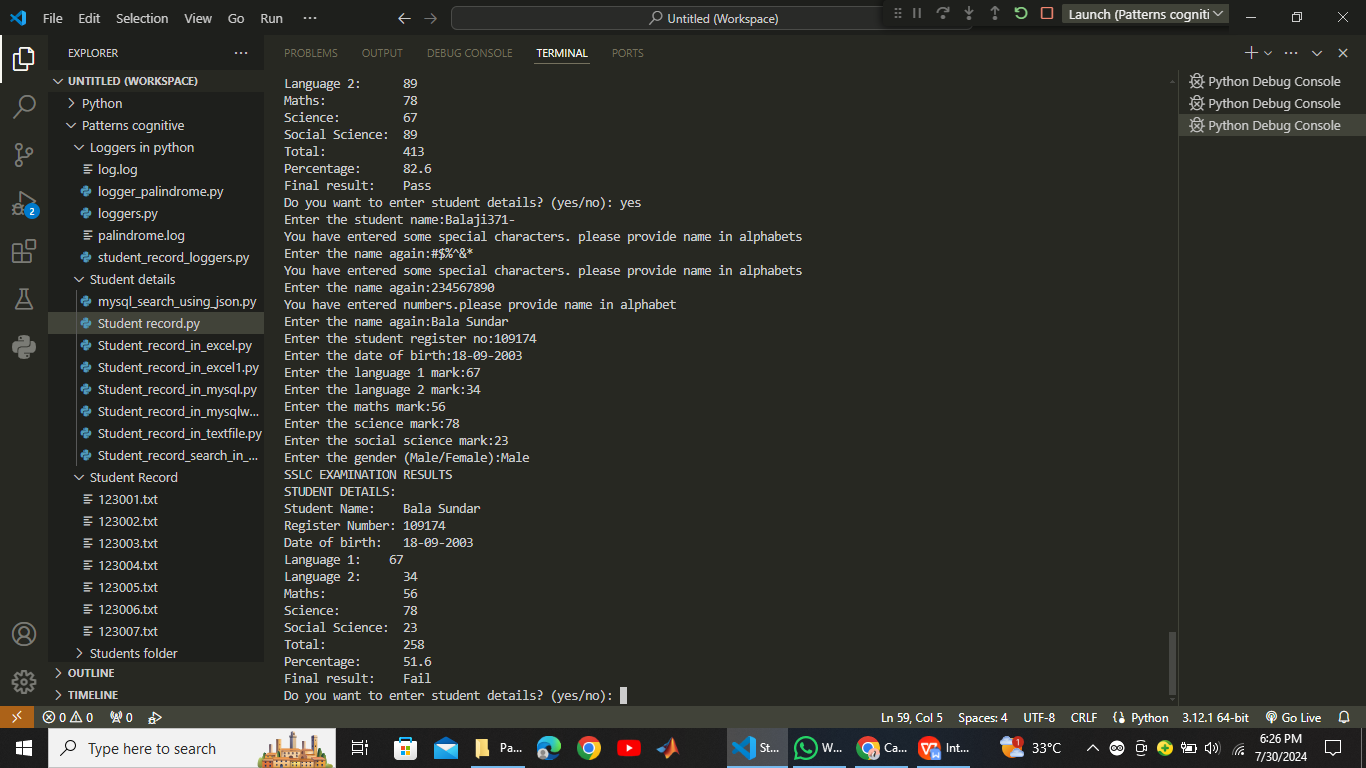 File Edit Selection View Go Run ··· Untitled (Workspace) Launch (Patterns cogniti
EXPLORER ···
UNTITLED (WORKSPACE)
Python
Patterns cognitive
Loggers in python
log.log
logger_palindrome.py
loggers.py
palindrome.log
student_record_loggers.py
Student details
mysql_search_using_json.py
Student record.py
Student_record_in_excel.py
Student_record_in_excel1.py
Student_record_in_mysql.py
Student_record_in_mysqlw...
Student_record_in_textfile.py
Student_record_search_in_...
Student Record
123001.txt
123002.txt
123003.txt
123004.txt
123005.txt
123006.txt
123007.txt
Students folder
OUTLINE
TIMELINE
2
PROBLEMS OUTPUT DEBUG CONSOLE TERMINAL PORTS
Language 2: 89
Maths: 78
Science: 67
Social Science: 89
Total: 413
Percentage: 82.6
Final result: Pass
Do you want to enter student details? (yes/no): yes
Enter the student name:Balaji371-
You have entered some special characters. please provide name in alphabets
Enter the name again:#$%^&*
You have entered some special characters. please provide name in alphabets
Enter the name again:234567890
You have entered numbers.please provide name in alphabet
Enter the name again:Bala Sundar
Enter the student register no:109174
Enter the date of birth:18-09-2003
Enter the language 1 mark:67
Enter the language 2 mark:34
Enter the maths mark:56
Enter the science mark:78
Enter the social science mark:23
Enter the gender (Male/Female):Male
SSLC EXAMINATION RESULTS
STUDENT DETAILS:
Student Name: Bala Sundar
Register Number: 109174
Date of birth: 18-09-2003
Language 1: 67
Language 2: 34
Maths: 56
Science: 78
Social Science: 23
Total: 258
Percentage: 51.6
Final result: Fail
Do you want to enter student details? (yes/no):
Python Debug Console
Python Debug Console
Python Debug Console
0 0 0 Ln 59, Col 5 Spaces: 4 UTF-8 CRLF Python 3.12.1 64-bit Go Live
Type here to search Pa... St... W... Ca... Int... 1 33°C 6:26 PM
7/30/2024